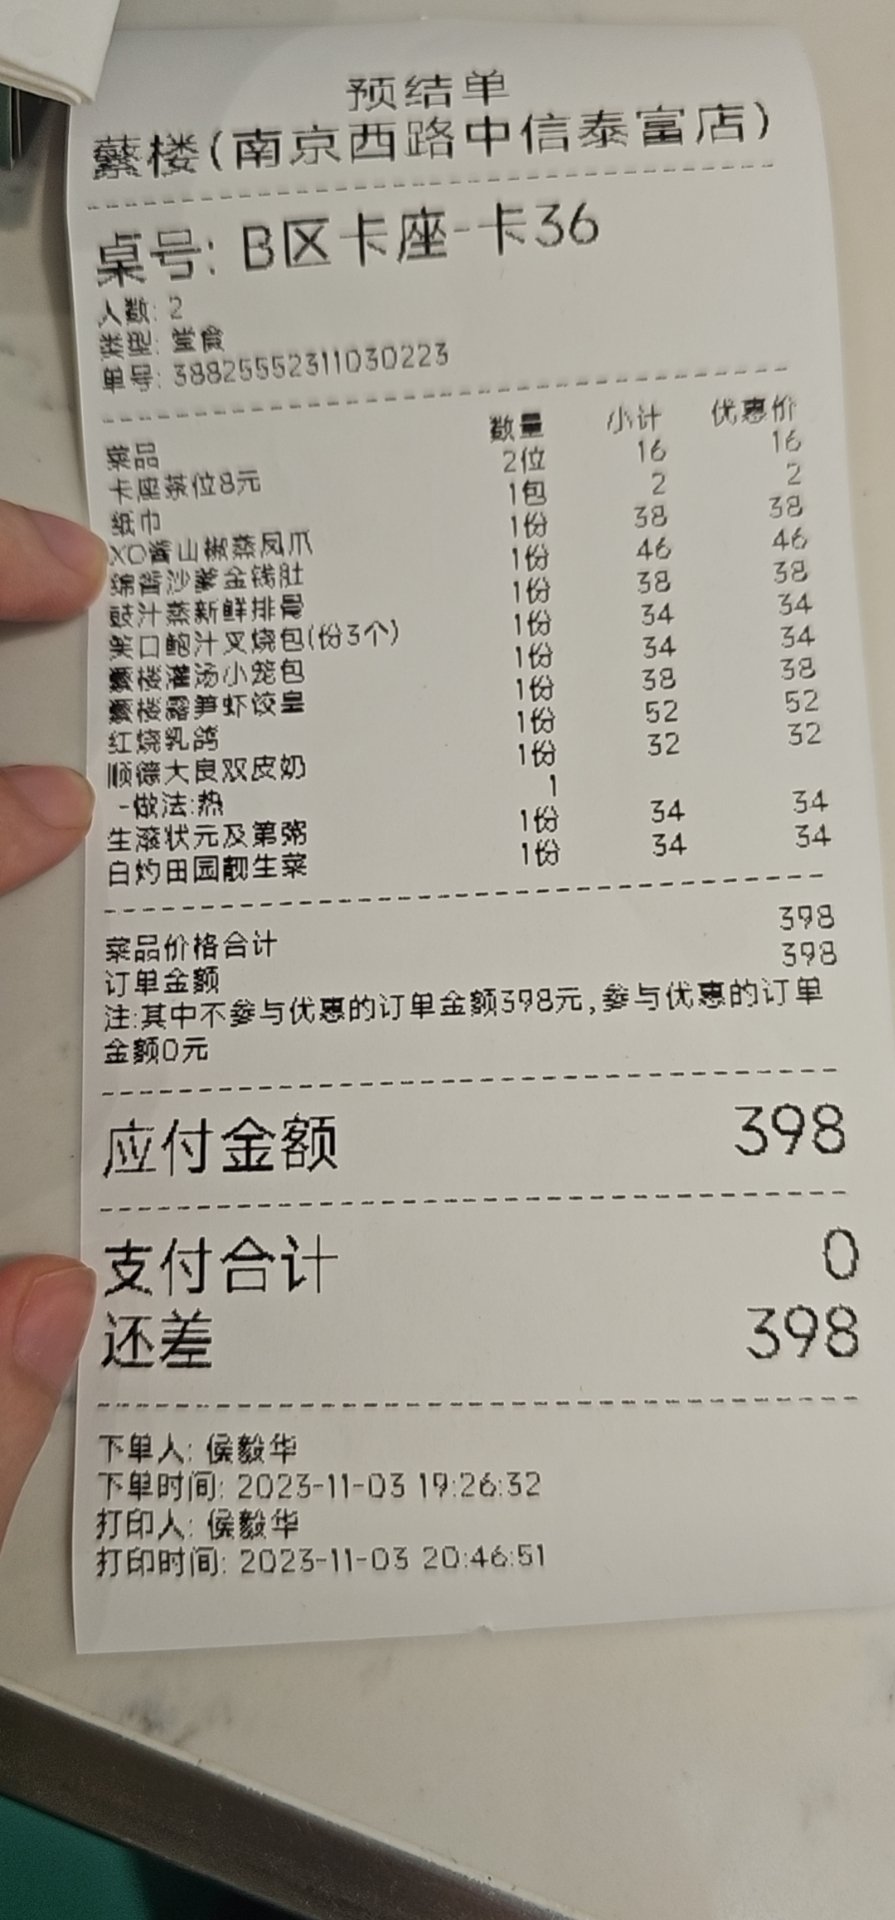 预结单
蘩楼(南京西路中信泰富店)
桌号: B区卡座-卡36
人数: 2
类型: 堂食
单号: 38825552311030223
菜品 数量 小计 优惠价
卡座茶位8元 2位 16 16
纸巾 1包 2 2
XO酱山椒蒸凤爪 1份 38 38
绵香沙爹金钱肚 1份 46 46
豉汁蒸新鲜排骨 1份 38 38
笑口鲍汁叉烧包(份3个) 1份 34 34
蘩楼灌汤小笼包 1份 34 34
蘩楼露笋虾饺皇 1份 38 38
红烧乳鸽 1份 52 52
顺德大良双皮奶 1份 32 32
-做法:热 1
生滚状元及第粥 1份 34 34
白灼田园靓生菜 1份 34 34
菜品价格合计 398
订单金额 398
注:其中不参与优惠的订单金额398元,参与优惠的订单
金额0元
应付金额 398
支付合计 0
还差 398
下单人: 侯毅华
下单时间: 2023-11-03 19:26:32
打印人: 侯毅华
打印时间: 2023-11-03 20:46:51